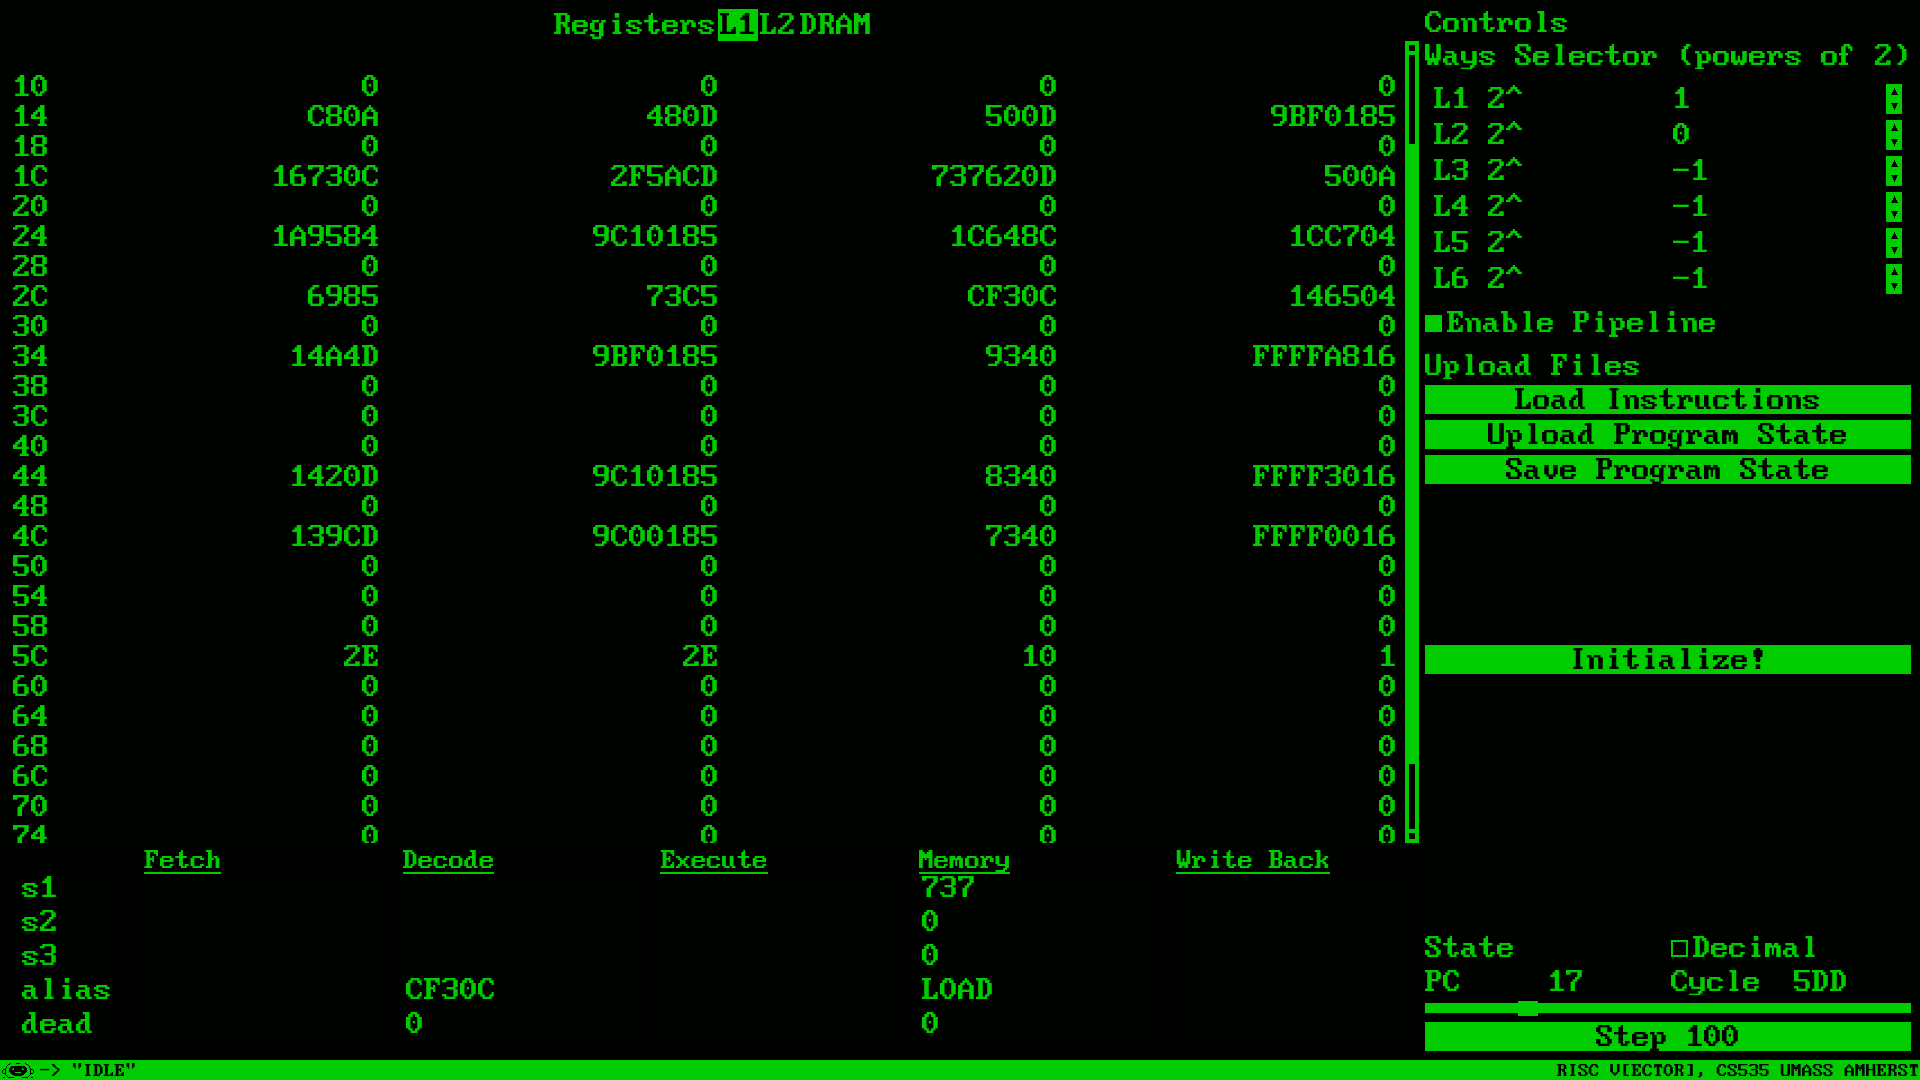 Registers L1 L2 DRAM
10 0 0 0 0
14 C80A 480D 500D 9BF0185
18 0 0 0 0
1C 16730C 2F5ACD 737620D 500A
20 0 0 0 0
24 1A9584 9C10185 1C648C 1CC704
28 0 0 0 0
2C 6985 73C5 CF30C 146504
30 0 0 0 0
34 14A4D 9BF0185 9340 FFFFA816
38 0 0 0 0
3C 0 0 0 0
40 0 0 0 0
44 1420D 9C10185 8340 FFFF3016
48 0 0 0 0
4C 139CD 9C00185 7340 FFFF0016
50 0 0 0 0
54 0 0 0 0
58 0 0 0 0
5C 2E 2E 10 1
60 0 0 0 0
64 0 0 0 0
68 0 0 0 0
6C 0 0 0 0
70 0 0 0 0
74 0 0 0 0
Fetch Decode Execute Memory Write Back
s1 737
s2 0
s3 0
alias CF30C LOAD
dead 0 0
Controls
Ways Selector (powers of 2)
L1 2^ 1
L2 2^ 0
L3 2^ -1
L4 2^ -1
L5 2^ -1
L6 2^ -1
Enable Pipeline
Upload Files
Load Instructions
Upload Program State
Save Program State
Initialize!
State Decimal
PC 17 Cycle 5DD
Step 100
-> "IDLE"
RISC V[ECTOR], CS535 UMASS AMHERST